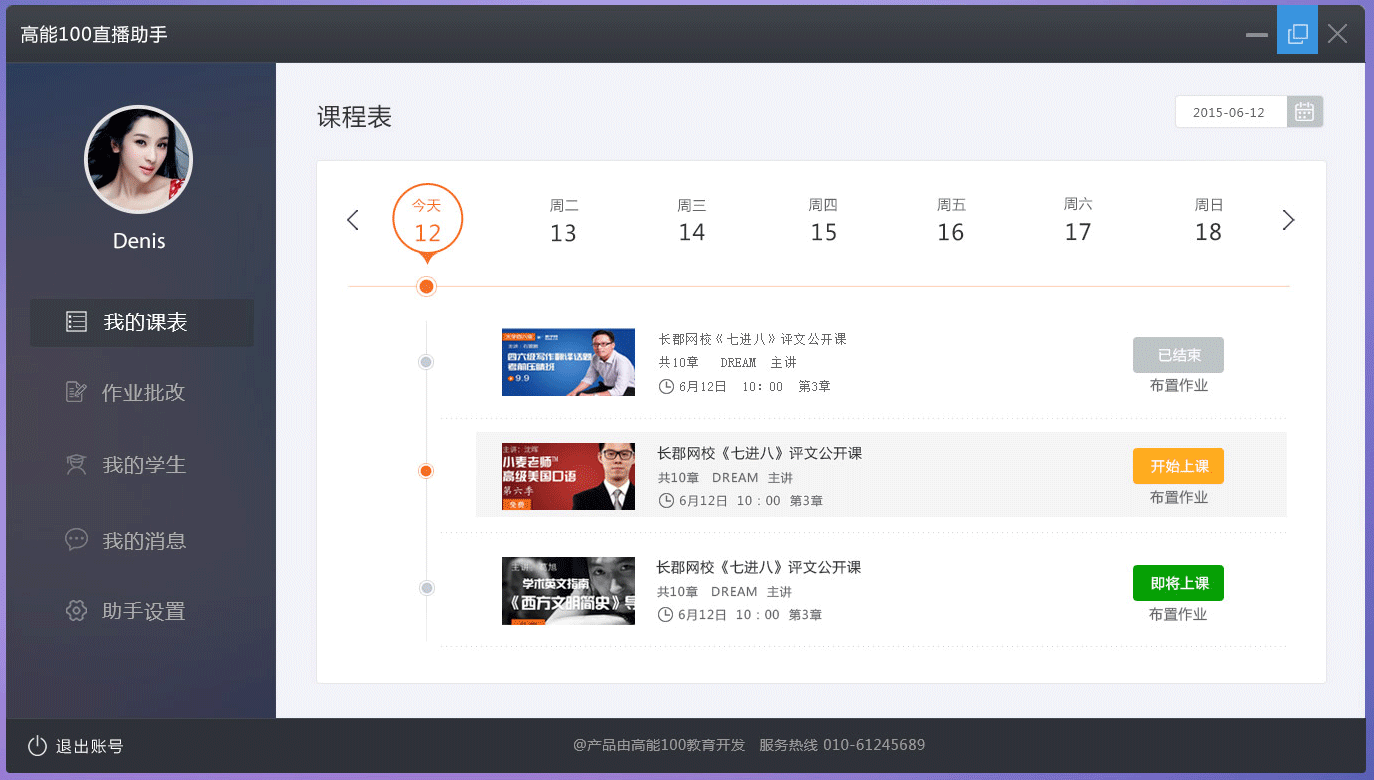 高能100直播助手
Denis
我的课表
作业批改
我的学生
我的消息
助手设置
退出账号
课程表
2015-06-12
今天 周二 周三 周四 周五 周六 周日
12 13 14 15 16 17 18
四六级写作翻译话题
考前压睛班
9.9
长郡网校《七进八》评文公开课
共10章 DREAM 主讲
6月12日 10：00 第3章
已结束
布置作业
主讲：沈辉
小麦老师™
高级美国口语
第六季
免费
长郡网校《七进八》评文公开课
共10章 DREAM 主讲
6月12日 10：00 第3章
开始上课
布置作业
学术英文指南
《西方文明简史》导
长郡网校《七进八》评文公开课
共10章 DREAM 主讲
6月12日 10：00 第3章
即将上课
布置作业
@产品由高能100教育开发 服务热线 010-61245689